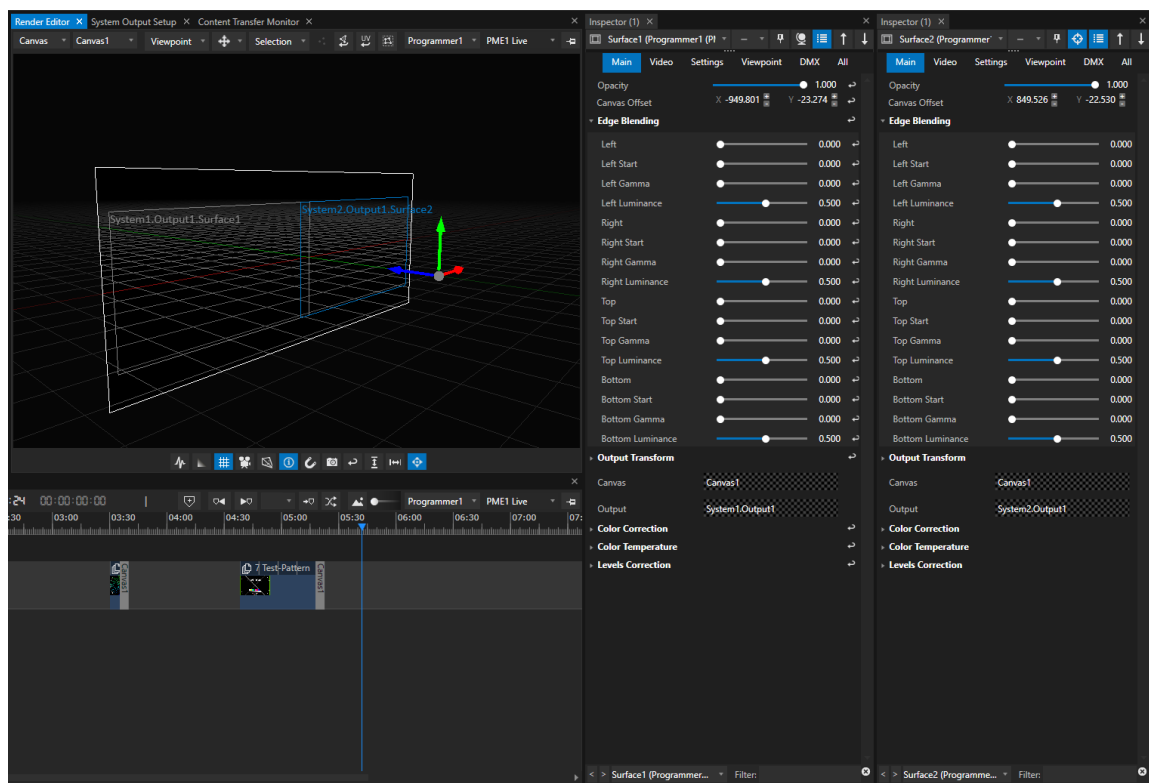 Render Editor × System Output Setup × Content Transfer Monitor ×
Canvas Canvas1 Viewpoint Selection UV Programmer1 PME1 Live
System1.Output1.Surface1
System2.Output1.Surface2
:24 00:00:00:00 Programmer1 PME1 Live
:30 03:00 03:30 04:00 04:30 05:00 05:30 06:00 06:30 07:00 07:
Canvas1
7 Test-Pattern
Canvas1
Inspector (1) ×
Surface1 (Programmer1 (PI
Main Video Settings Viewpoint DMX All
Opacity 1.000
Canvas Offset X -949.801 Y -23.274
Edge Blending
Left 0.000
Left Start 0.000
Left Gamma 0.000
Left Luminance 0.500
Right 0.000
Right Start 0.000
Right Gamma 0.000
Right Luminance 0.500
Top 0.000
Top Start 0.000
Top Gamma 0.000
Top Luminance 0.500
Bottom 0.000
Bottom Start 0.000
Bottom Gamma 0.000
Bottom Luminance 0.500
Output Transform
Canvas Canvas1
Output System1.Output1
Color Correction
Color Temperature
Levels Correction
< > Surface1 (Programmer... Filter:
Inspector (1) ×
Surface2 (Programmer
Main Video Settings Viewpoint DMX All
Opacity 1.000
Canvas Offset X 849.526 Y -22.530
Edge Blending
Left 0.000
Left Start 0.000
Left Gamma 0.000
Left Luminance 0.500
Right 0.000
Right Start 0.000
Right Gamma 0.000
Right Luminance 0.500
Top 0.000
Top Start 0.000
Top Gamma 0.000
Top Luminance 0.500
Bottom 0.000
Bottom Start 0.000
Bottom Gamma 0.000
Bottom Luminance 0.500
Output Transform
Canvas Canvas1
Output System2.Output1
Color Correction
Color Temperature
Levels Correction
< > Surface2 (Programme... Filter: